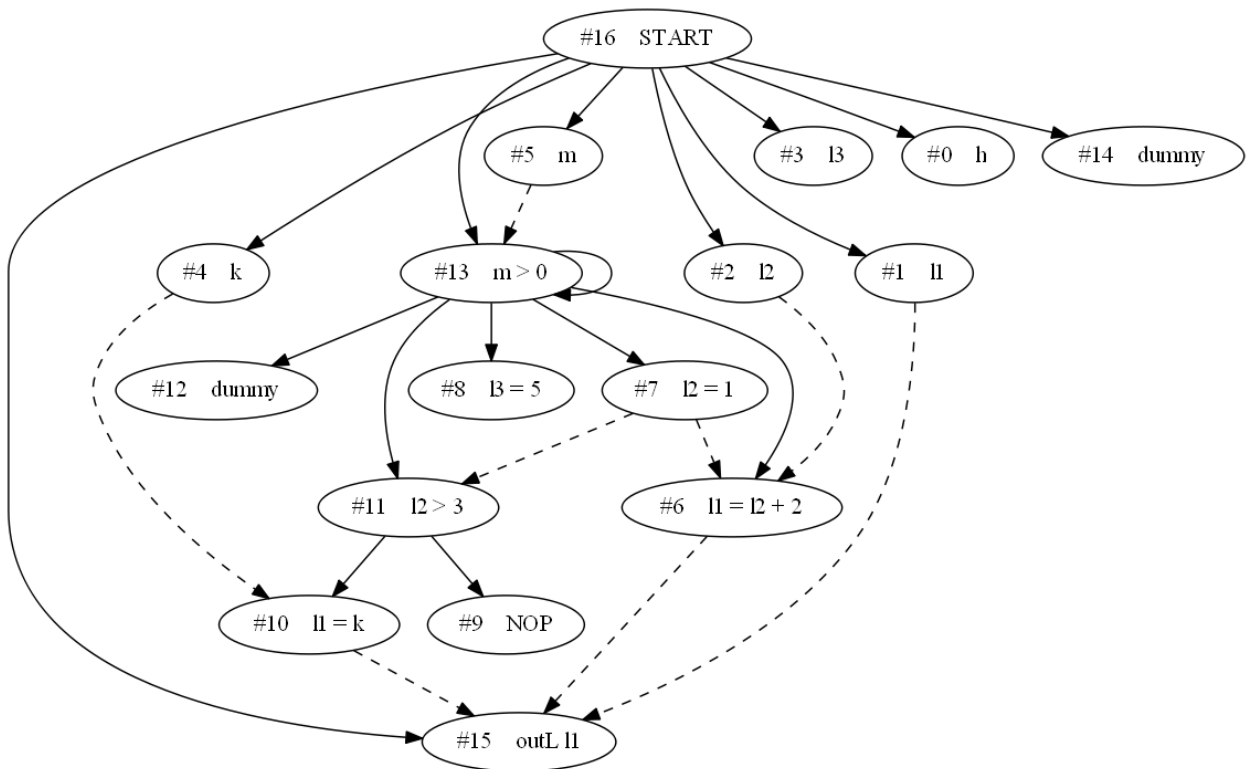 #16 START
#5 m
#3 l3
#0 h
#14 dummy
#4 k
#13 m > 0
#2 l2
#1 l1
#12 dummy
#8 l3 = 5
#7 l2 = 1
#11 l2 > 3
#6 l1 = l2 + 2
#10 l1 = k
#9 NOP
#15 outL l1